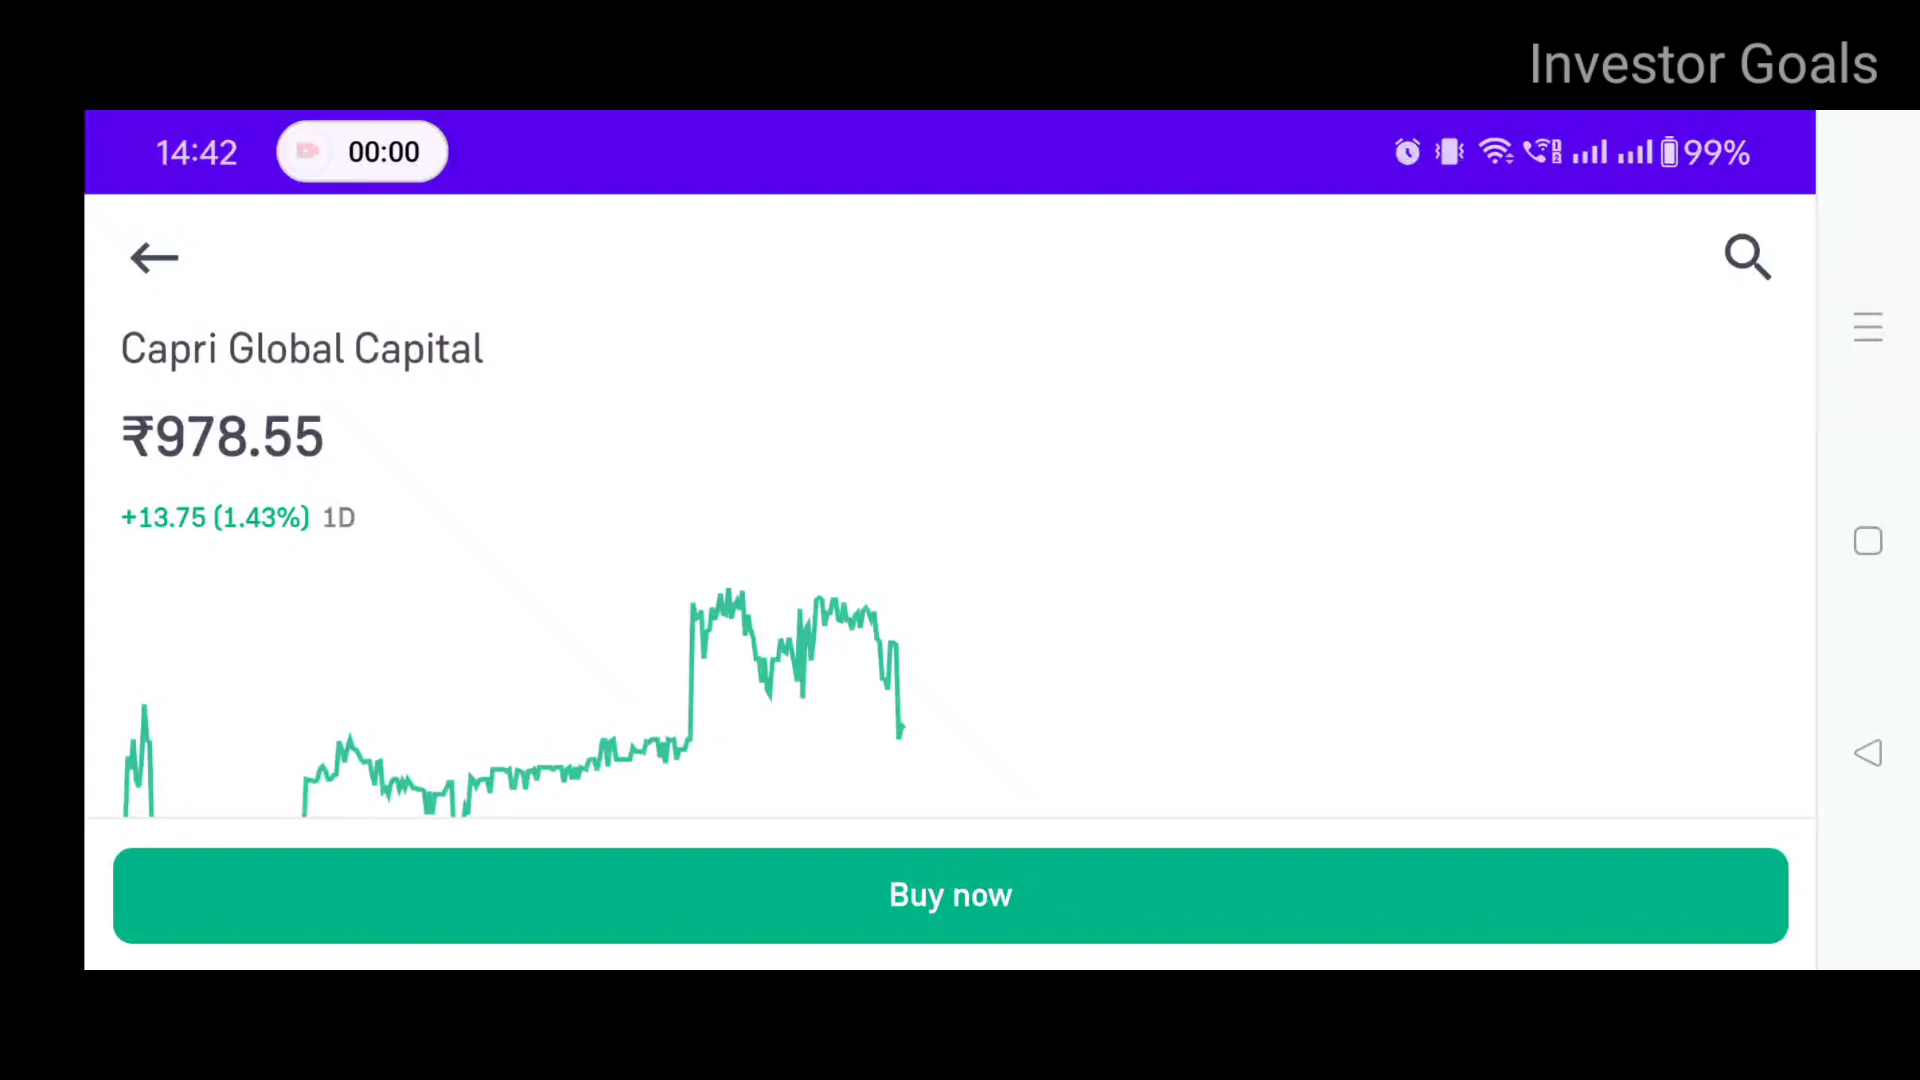 Investor Goals
14:42 00:00 99%
Capri Global Capital
₹978.55
+13.75 (1.43%) 1D
Buy now